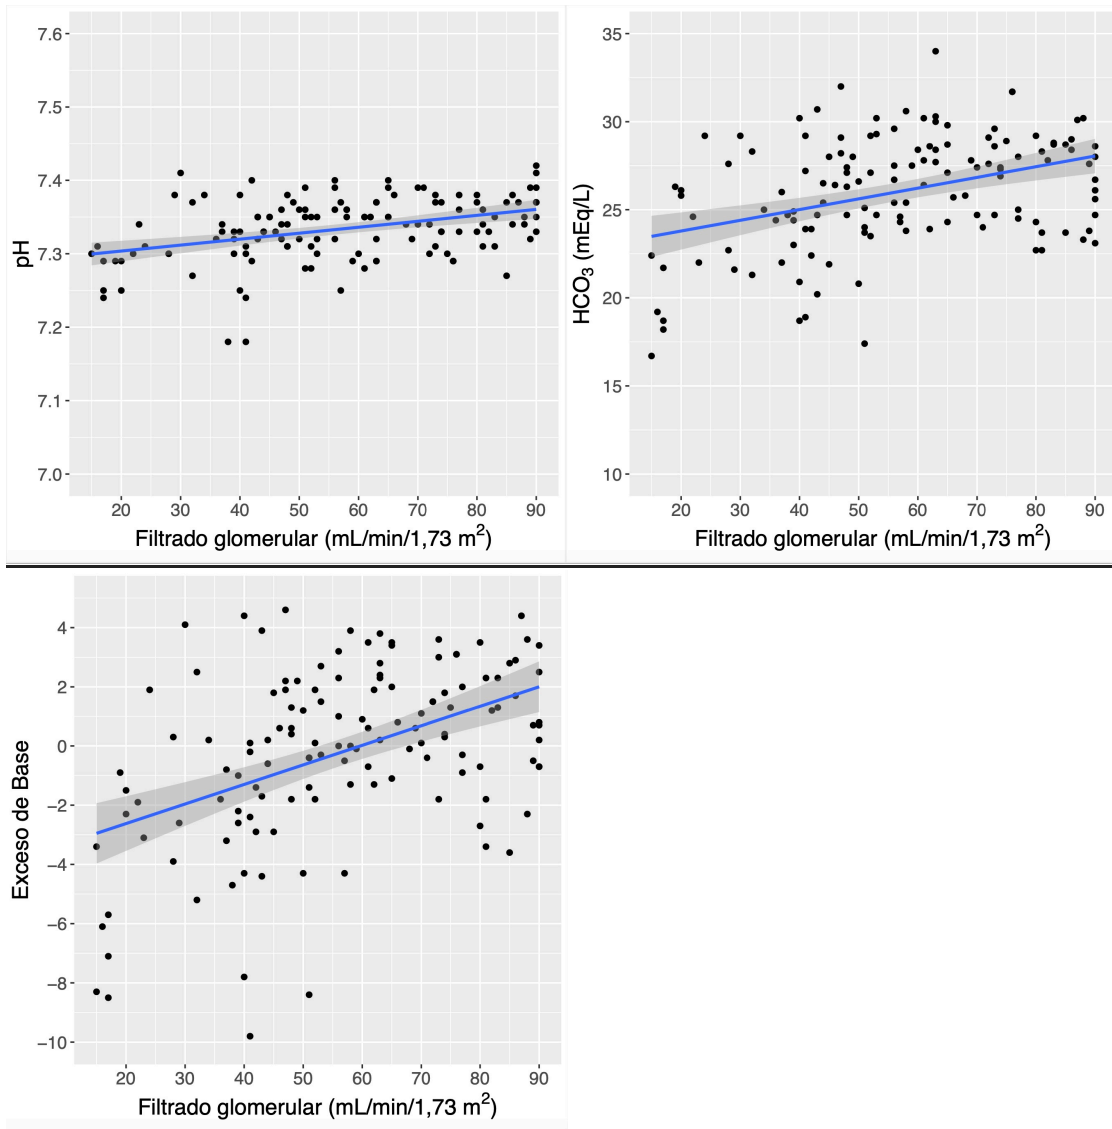 7.6
7.5
7.4
7.3
7.2
7.1
7.0
pH
20 30 40 50 60 70 80 90
Filtrado glomerular (mL/min/1,73 m²)
35
30
25
20
15
10
HCO₃ (mEq/L)
20 30 40 50 60 70 80 90
Filtrado glomerular (mL/min/1,73 m²)
4
2
0
−2
−4
−6
−8
−10
Exceso de Base
20 30 40 50 60 70 80 90
Filtrado glomerular (mL/min/1,73 m²)